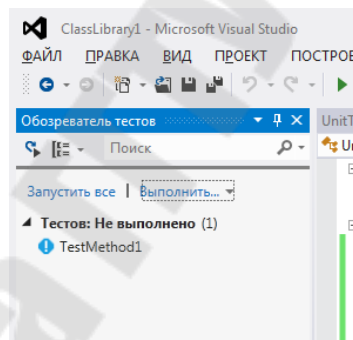 ClassLibrary1 - Microsoft Visual Studio
ФАЙЛ ПРАВКА ВИД ПРОЕКТ ПОСТРОЕ
Обозреватель тестов
UnitT
Поиск
Un
Запустить все | Выполнить...
Тестов: Не выполнено (1)
TestMethod1